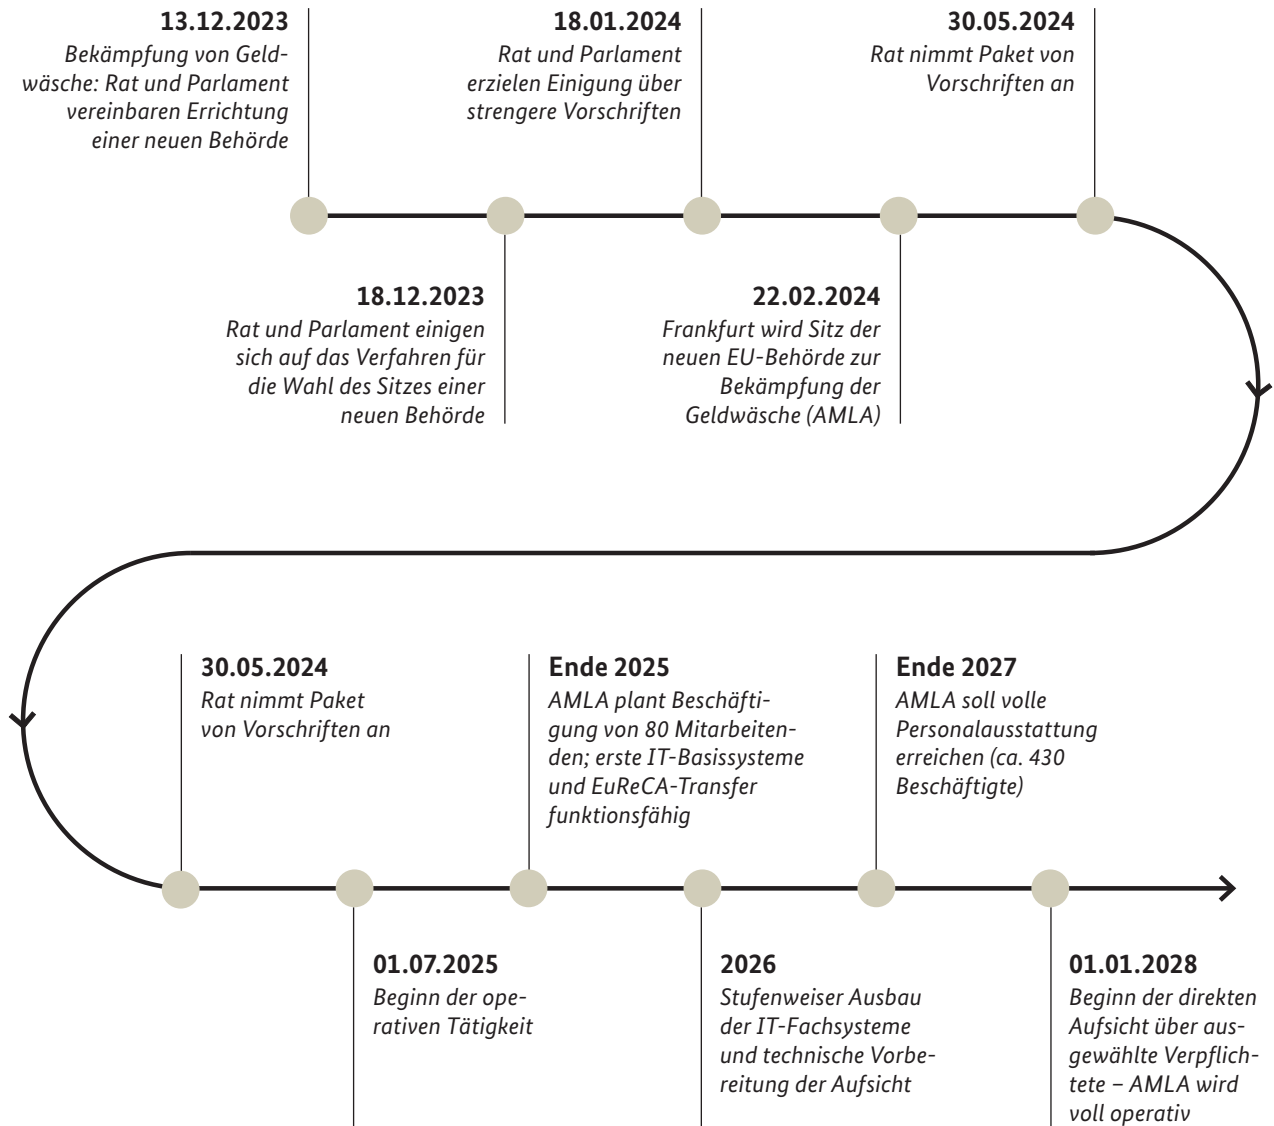 13.12.2023
Bekämpfung von Geld-
wäsche: Rat und Parlament
vereinbaren Errichtung
einer neuen Behörde
18.12.2023
Rat und Parlament einigen
sich auf das Verfahren für
die Wahl des Sitzes einer
neuen Behörde
18.01.2024
Rat und Parlament
erzielen Einigung über
strengere Vorschriften
22.02.2024
Frankfurt wird Sitz der
neuen EU-Behörde zur
Bekämpfung der
Geldwäsche (AMLA)
30.05.2024
Rat nimmt Paket von
Vorschriften an
30.05.2024
Rat nimmt Paket
von Vorschriften an
01.07.2025
Beginn der ope-
rativen Tätigkeit
Ende 2025
AMLA plant Beschäfti-
gung von 80 Mitarbeiten-
den; erste IT-Basissysteme
und EuReCA-Transfer
funktionsfähig
2026
Stufenweiser Ausbau
der IT-Fachsysteme
und technische Vorbe-
reitung der Aufsicht
Ende 2027
AMLA soll volle
Personalausstattung
erreichen (ca. 430
Beschäftigte)
01.01.2028
Beginn der direkten
Aufsicht über aus-
gewählte Verpflich-
tete – AMLA wird
voll operativ